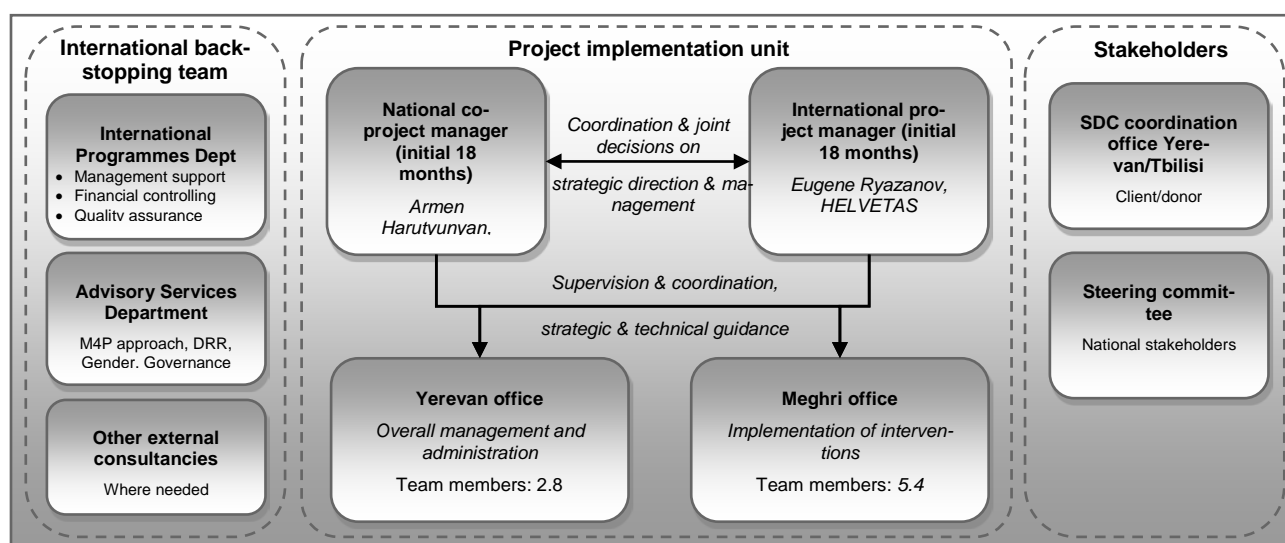 International back-
stopping team
International
Programmes Dept
• Management support
• Financial controlling
• Quality assurance
Advisory Services
Department
M4P approach, DRR,
Gender. Governance
Other external
consultancies
Where needed
Project implementation unit
National co-
project manager
(initial 18
months)
Armen
Harutyunyan,
Coordination & joint
decisions on
strategic direction & ma-
nagement
International pro-
ject manager (initial
18 months)
Eugene Ryazanov,
HELVETAS
Supervision & coordination,
strategic & technical guidance
Yerevan office
Overall management and
administration
Team members: 2.8
Meghri office
Implementation of interven-
tions
Team members: 5.4
Stakeholders
SDC coordination
office Yere-
van/Tbilisi
Client/donor
Steering commit-
tee
National stakeholders